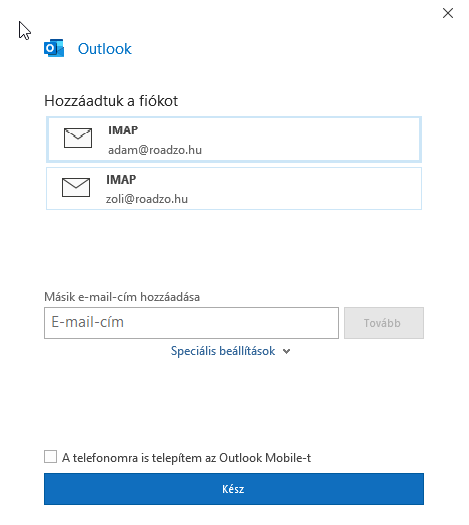 Outlook
Hozzáadtuk a fiókot
IMAP
adam@roadzo.hu
IMAP
zoli@roadzo.hu
Másik e-mail-cím hozzáadása
E-mail-cím
Tovább
Speciális beállítások
A telefonomra is telepítem az Outlook Mobile-t
Kész